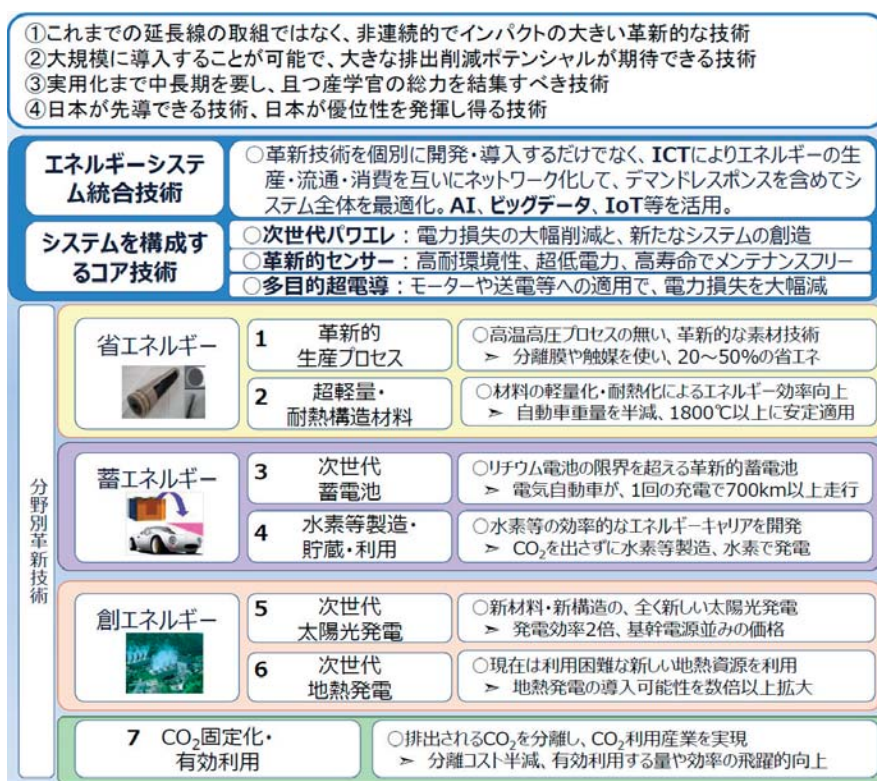 ①これまでの延長線の取組ではなく、非連続的でインパクトの大きい革新的な技術
②大規模に導入することが可能で、大きな排出削減ポテンシャルが期待できる技術
③実用化まで中長期を要し、且つ産学官の総力を結集すべき技術
④日本が先導できる技術、日本が優位性を発揮し得る技術
エネルギーシステ
ム統合技術
○革新技術を個別に開発・導入するだけでなく、ICTによりエネルギーの生
産・流通・消費を互いにネットワーク化して、デマンドレスポンスを含めてシ
ステム全体を最適化。AI、ビッグデータ、IoT等を活用。
システムを構成す
るコア技術
○次世代パワエレ：電力損失の大幅削減と、新たなシステムの創造
○革新的センサー：高耐環境性、超低電力、高寿命でメンテナンスフリー
○多目的超電導：モーターや送電等への適用で、電力損失を大幅減
分野別革新技術
省エネルギー
1 革新的
生産プロセス
○高温高圧プロセスの無い、革新的な素材技術
➢ 分離膜や触媒を使い、20～50%の省エネ
2 超軽量・
耐熱構造材料
○材料の軽量化・耐熱化によるエネルギー効率向上
➢ 自動車重量を半減、1800℃以上に安定適用
蓄エネルギー
3 次世代
蓄電池
○リチウム電池の限界を超える革新的蓄電池
➢ 電気自動車が、1回の充電で700km以上走行
4 水素等製造・
貯蔵・利用
○水素等の効率的なエネルギーキャリアを開発
➢ CO₂を出さずに水素等製造、水素で発電
創エネルギー
5 次世代
太陽光発電
○新材料・新構造の、全く新しい太陽光発電
➢ 発電効率2倍、基幹電源並みの価格
6 次世代
地熱発電
○現在は利用困難な新しい地熱資源を利用
➢ 地熱発電の導入可能性を数倍以上拡大
7 CO₂固定化・
有効利用
○排出されるCO₂を分離し、CO₂利用産業を実現
➢ 分離コスト半減、有効利用する量や効率の飛躍的向上